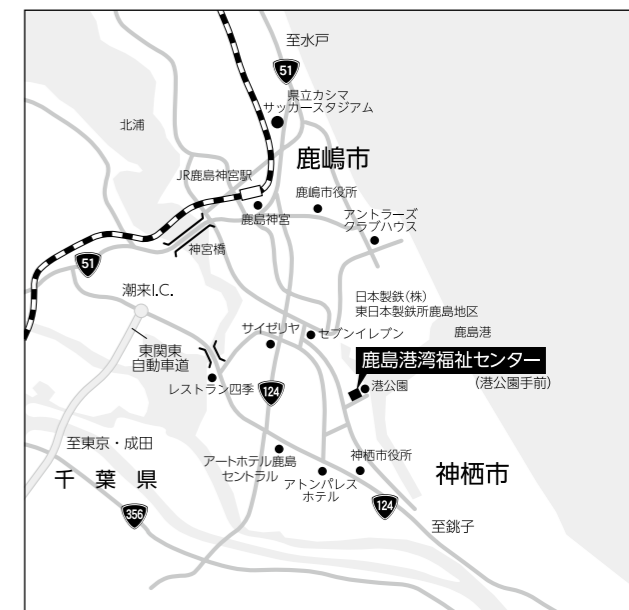 至水戸
51
県立カシマ
サッカースタジアム
北浦
鹿嶋市
JR鹿島神宮駅
鹿嶋市役所
鹿島神宮
アントラーズ
クラブハウス
神宮橋
51
潮来I.C.
日本製鉄(株)
東日本製鉄所鹿島地区
サイゼリヤ
セブンイレブン
鹿島港
東関東
自動車道
鹿島港湾福祉センター
(港公園手前)
港公園
レストラン四季
124
至東京・成田
アートホテル鹿島
セントラル
神栖市役所
千葉県
アトンパレス
ホテル
神栖市
124
356
至銚子